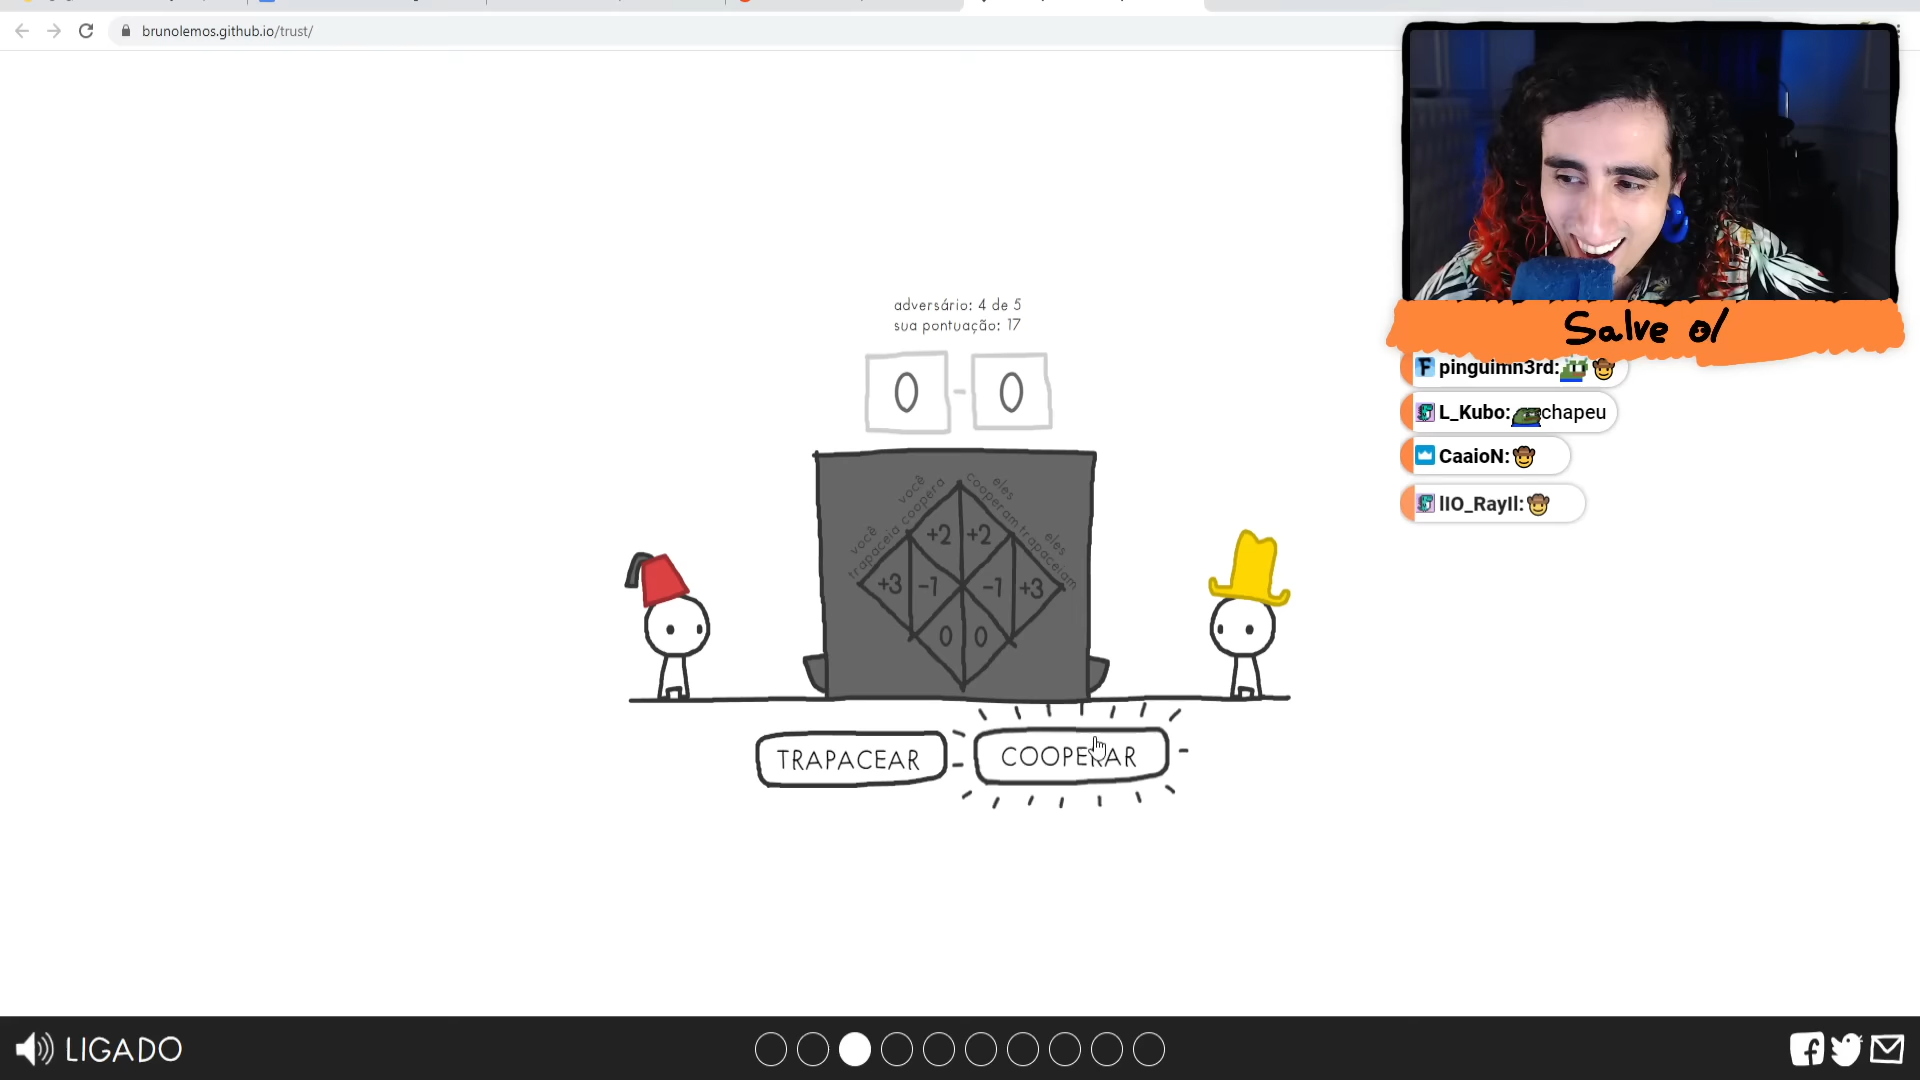 brunolemos.github.io/trust/
adversário: 4 de 5
sua pontuação: 17
0 - 0
você trapaceia
você coopera
eles cooperam
eles trapaceiam
+2 +2
+3 -1 -1 +3
0 0
TRAPACEAR
COOPERAR
Salve o/
pinguimn3rd:
L_Kubo: chapeu
CaaioN:
lIO_RayIl:
LIGADO